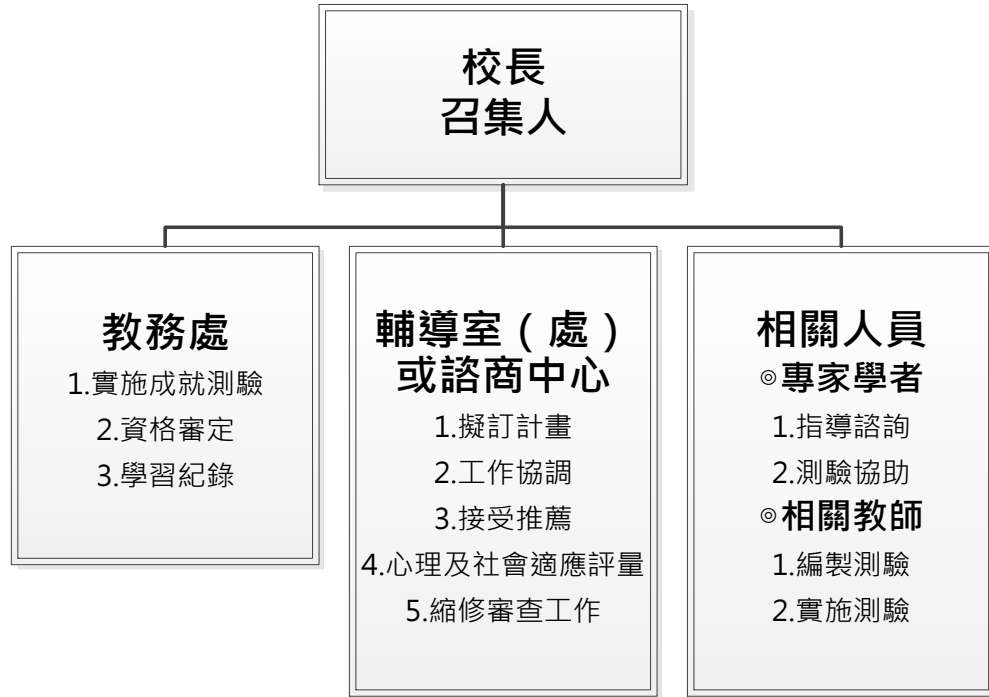 校長
召集人
教務處
1.實施成就測驗
2.資格審定
3.學習紀錄
輔導室（處）
或諮商中心
1.擬訂計畫
2.工作協調
3.接受推薦
4.心理及社會適應評量
5.縮修審查工作
相關人員
◎專家學者
1.指導諮詢
2.測驗協助
◎相關教師
1.編製測驗
2.實施測驗